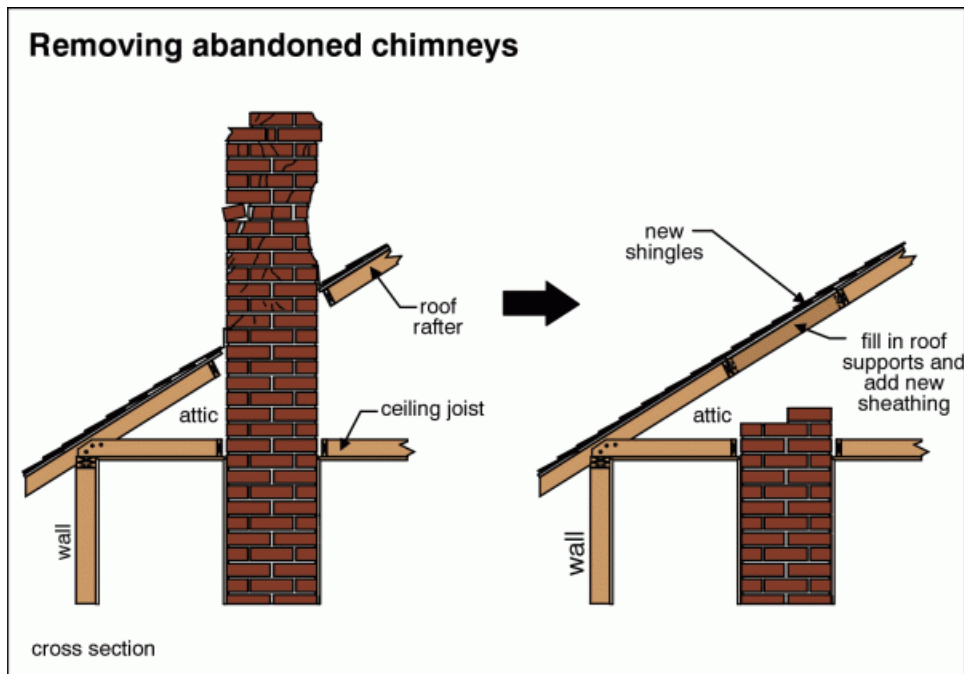 Removing abandoned chimneys
roof
rafter
attic
ceiling joist
wall
new
shingles
fill in roof
supports and
add new
sheathing
attic
wall
cross section